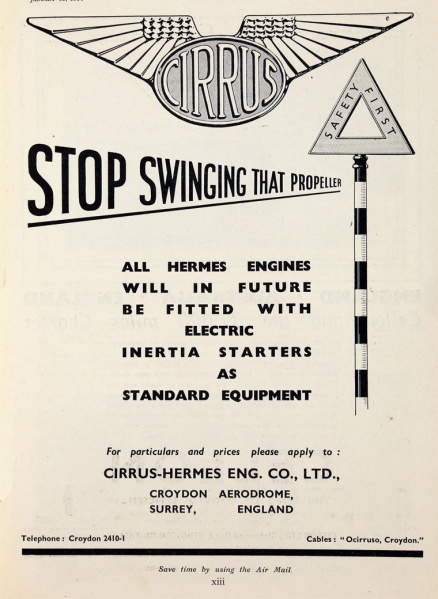 CIRRUS
SAFETY FIRST
STOP SWINGING THAT PROPELLER
ALL HERMES ENGINES
WILL IN FUTURE
BE FITTED WITH
ELECTRIC
INERTIA STARTERS
AS
STANDARD EQUIPMENT
For particulars and prices please apply to :
CIRRUS-HERMES ENG. CO., LTD.,
CROYDON AERODROME,
SURREY, ENGLAND
Telephone : Croydon 2410-1
Cables : "Ocirruso, Croydon."
Save time by using the Air Mail.
xiii